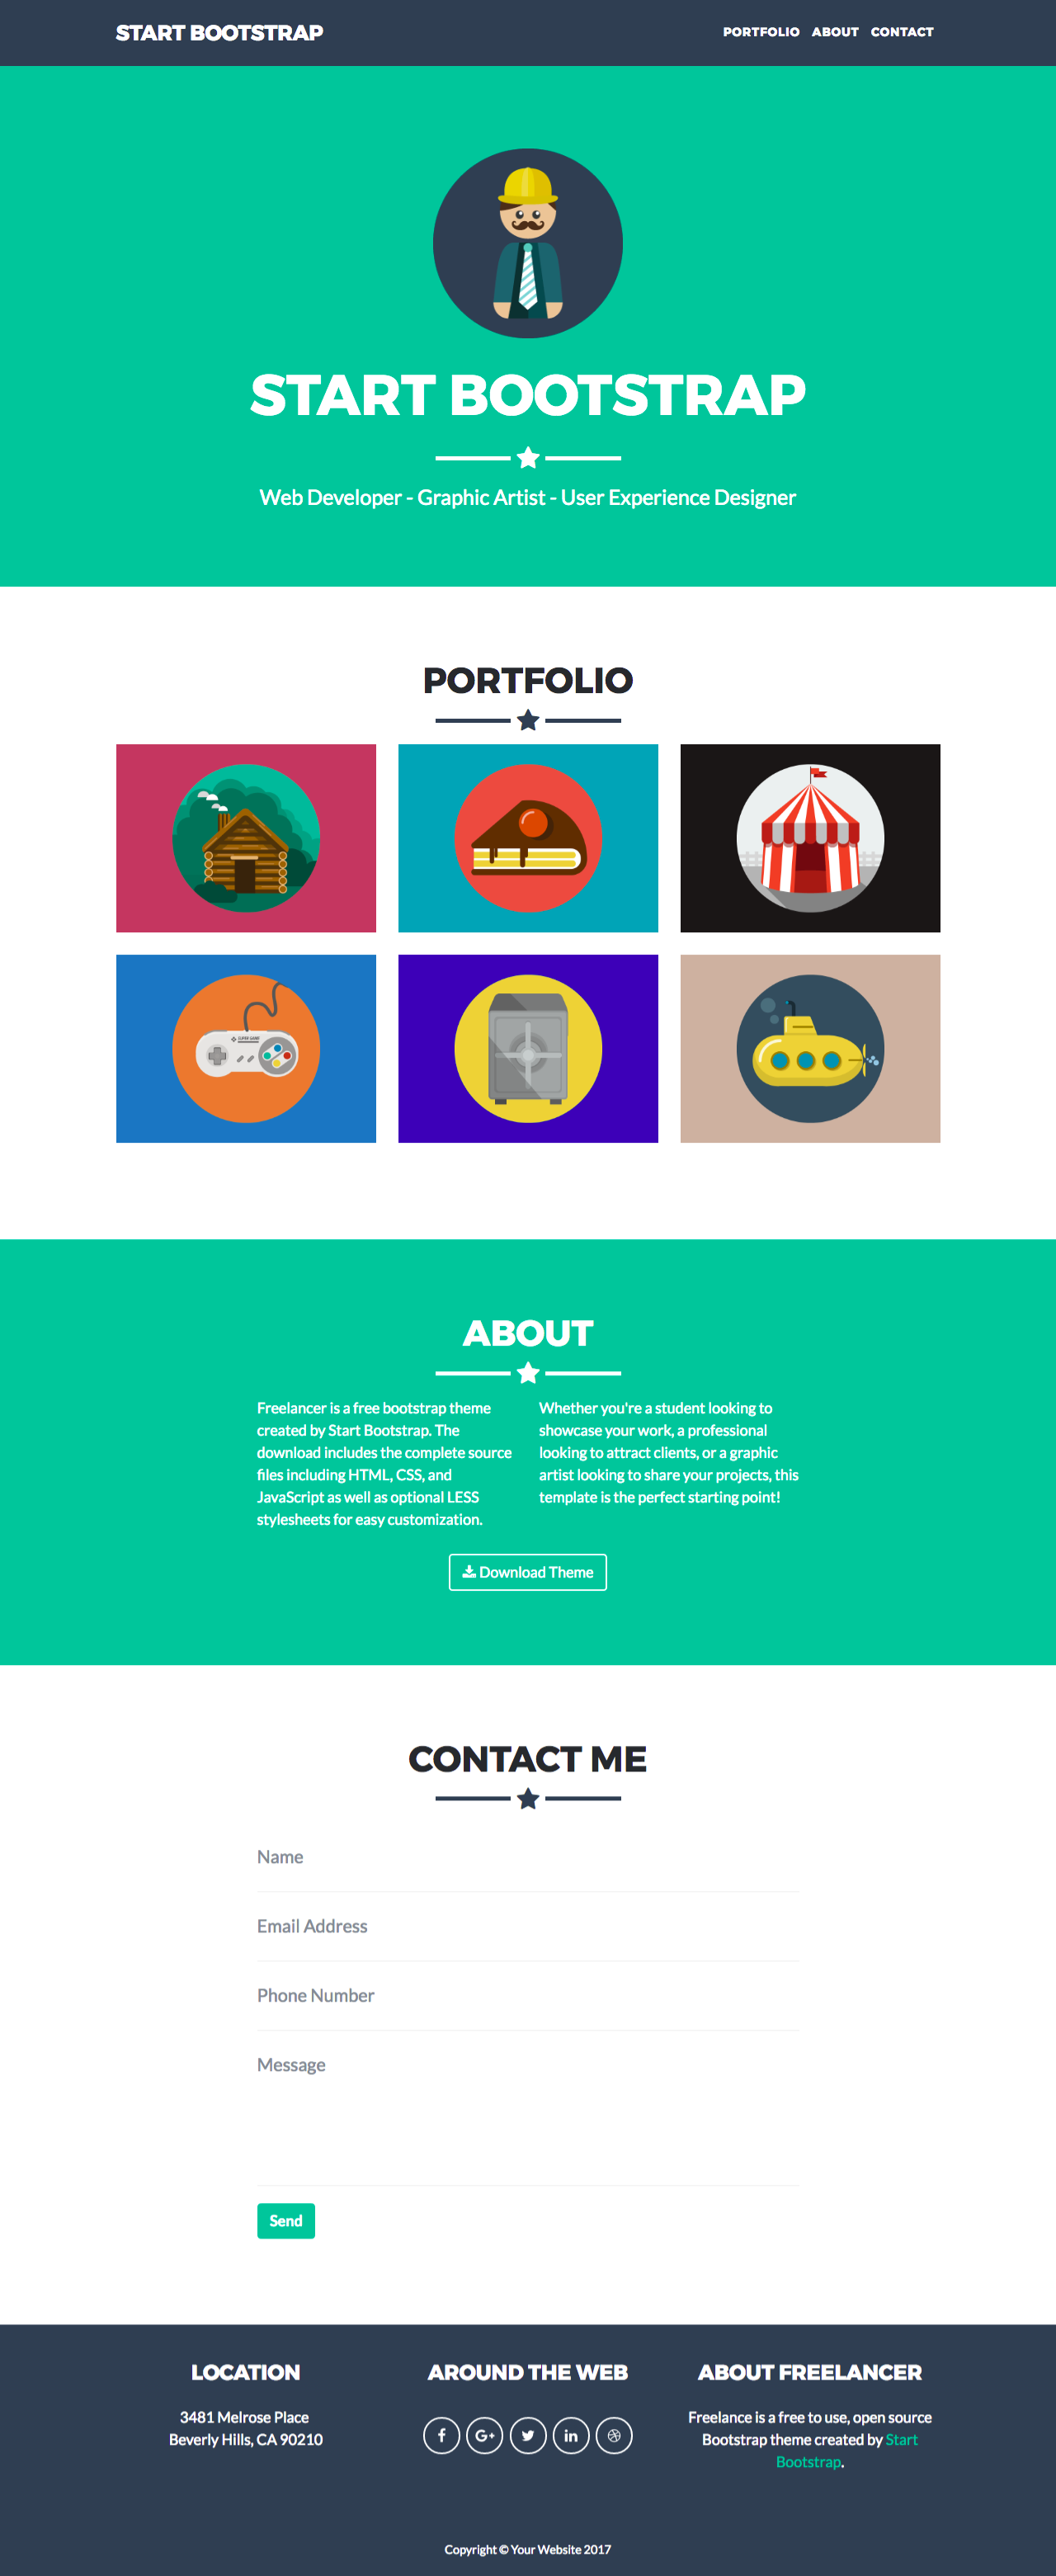 START BOOTSTRAP
PORTFOLIO ABOUT CONTACT
START BOOTSTRAP
Web Developer - Graphic Artist - User Experience Designer
PORTFOLIO
ABOUT
Freelancer is a free bootstrap theme
created by Start Bootstrap. The
download includes the complete source
files including HTML, CSS, and
JavaScript as well as optional LESS
stylesheets for easy customization.
Whether you're a student looking to
showcase your work, a professional
looking to attract clients, or a graphic
artist looking to share your projects, this
template is the perfect starting point!
Download Theme
CONTACT ME
Name
Email Address
Phone Number
Message
Send
LOCATION
3481 Melrose Place
Beverly Hills, CA 90210
AROUND THE WEB
ABOUT FREELANCER
Freelance is a free to use, open source
Bootstrap theme created by Start
Bootstrap.
Copyright © Your Website 2017